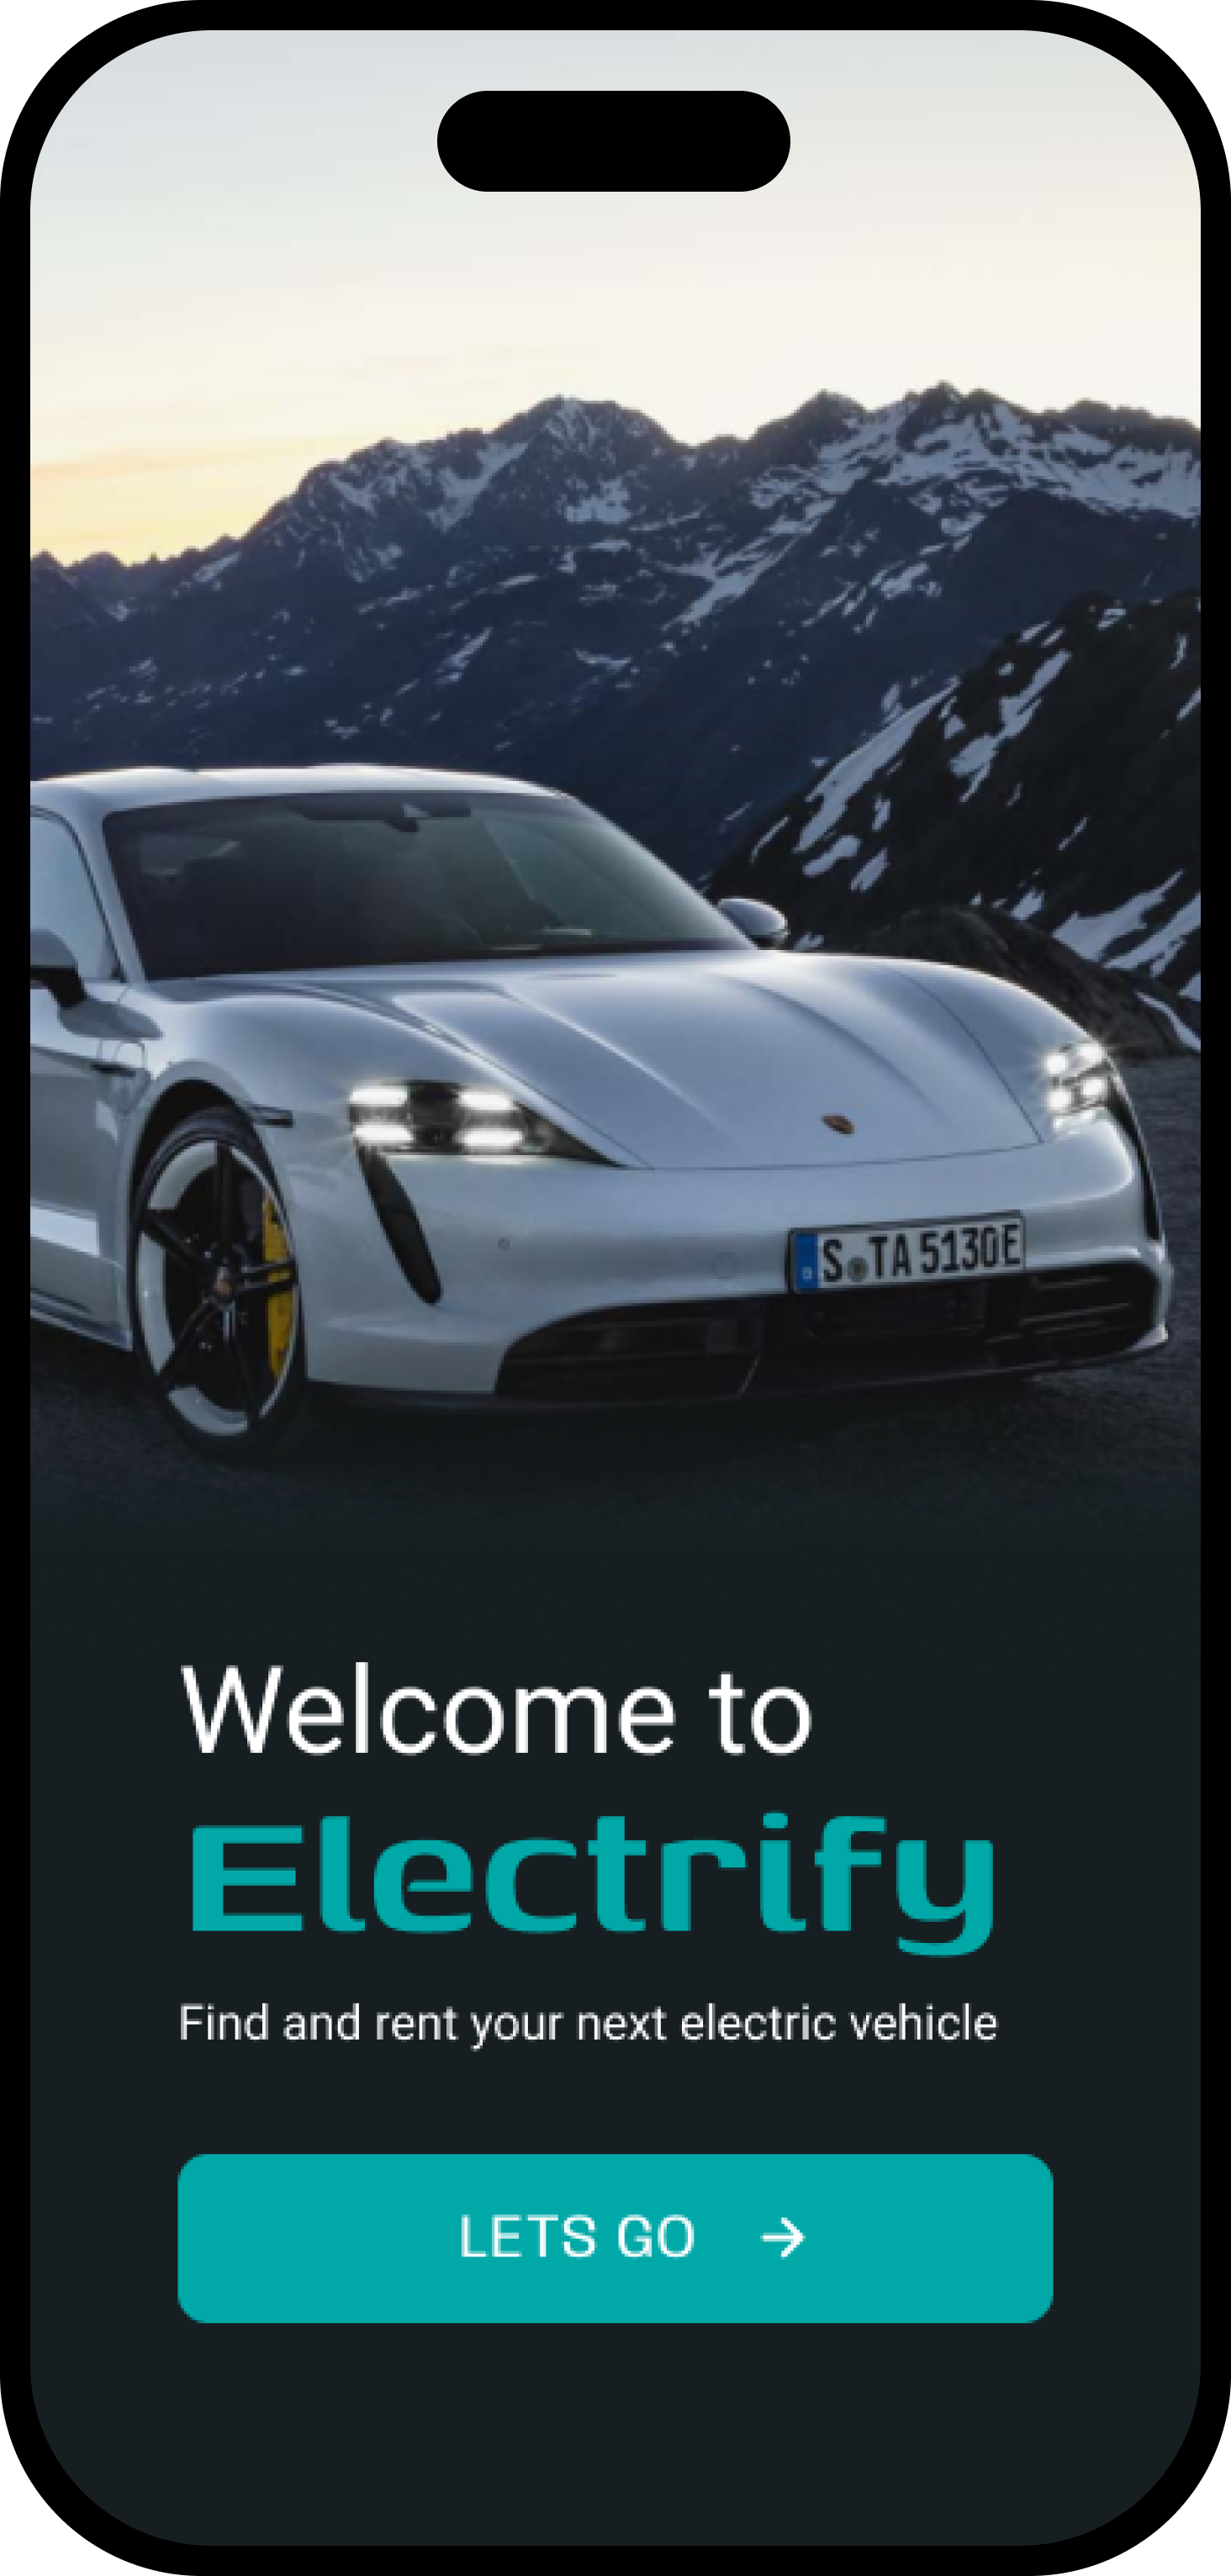 S TA 5130E
Welcome to
Electrify
Find and rent your next electric vehicle
LETS GO →